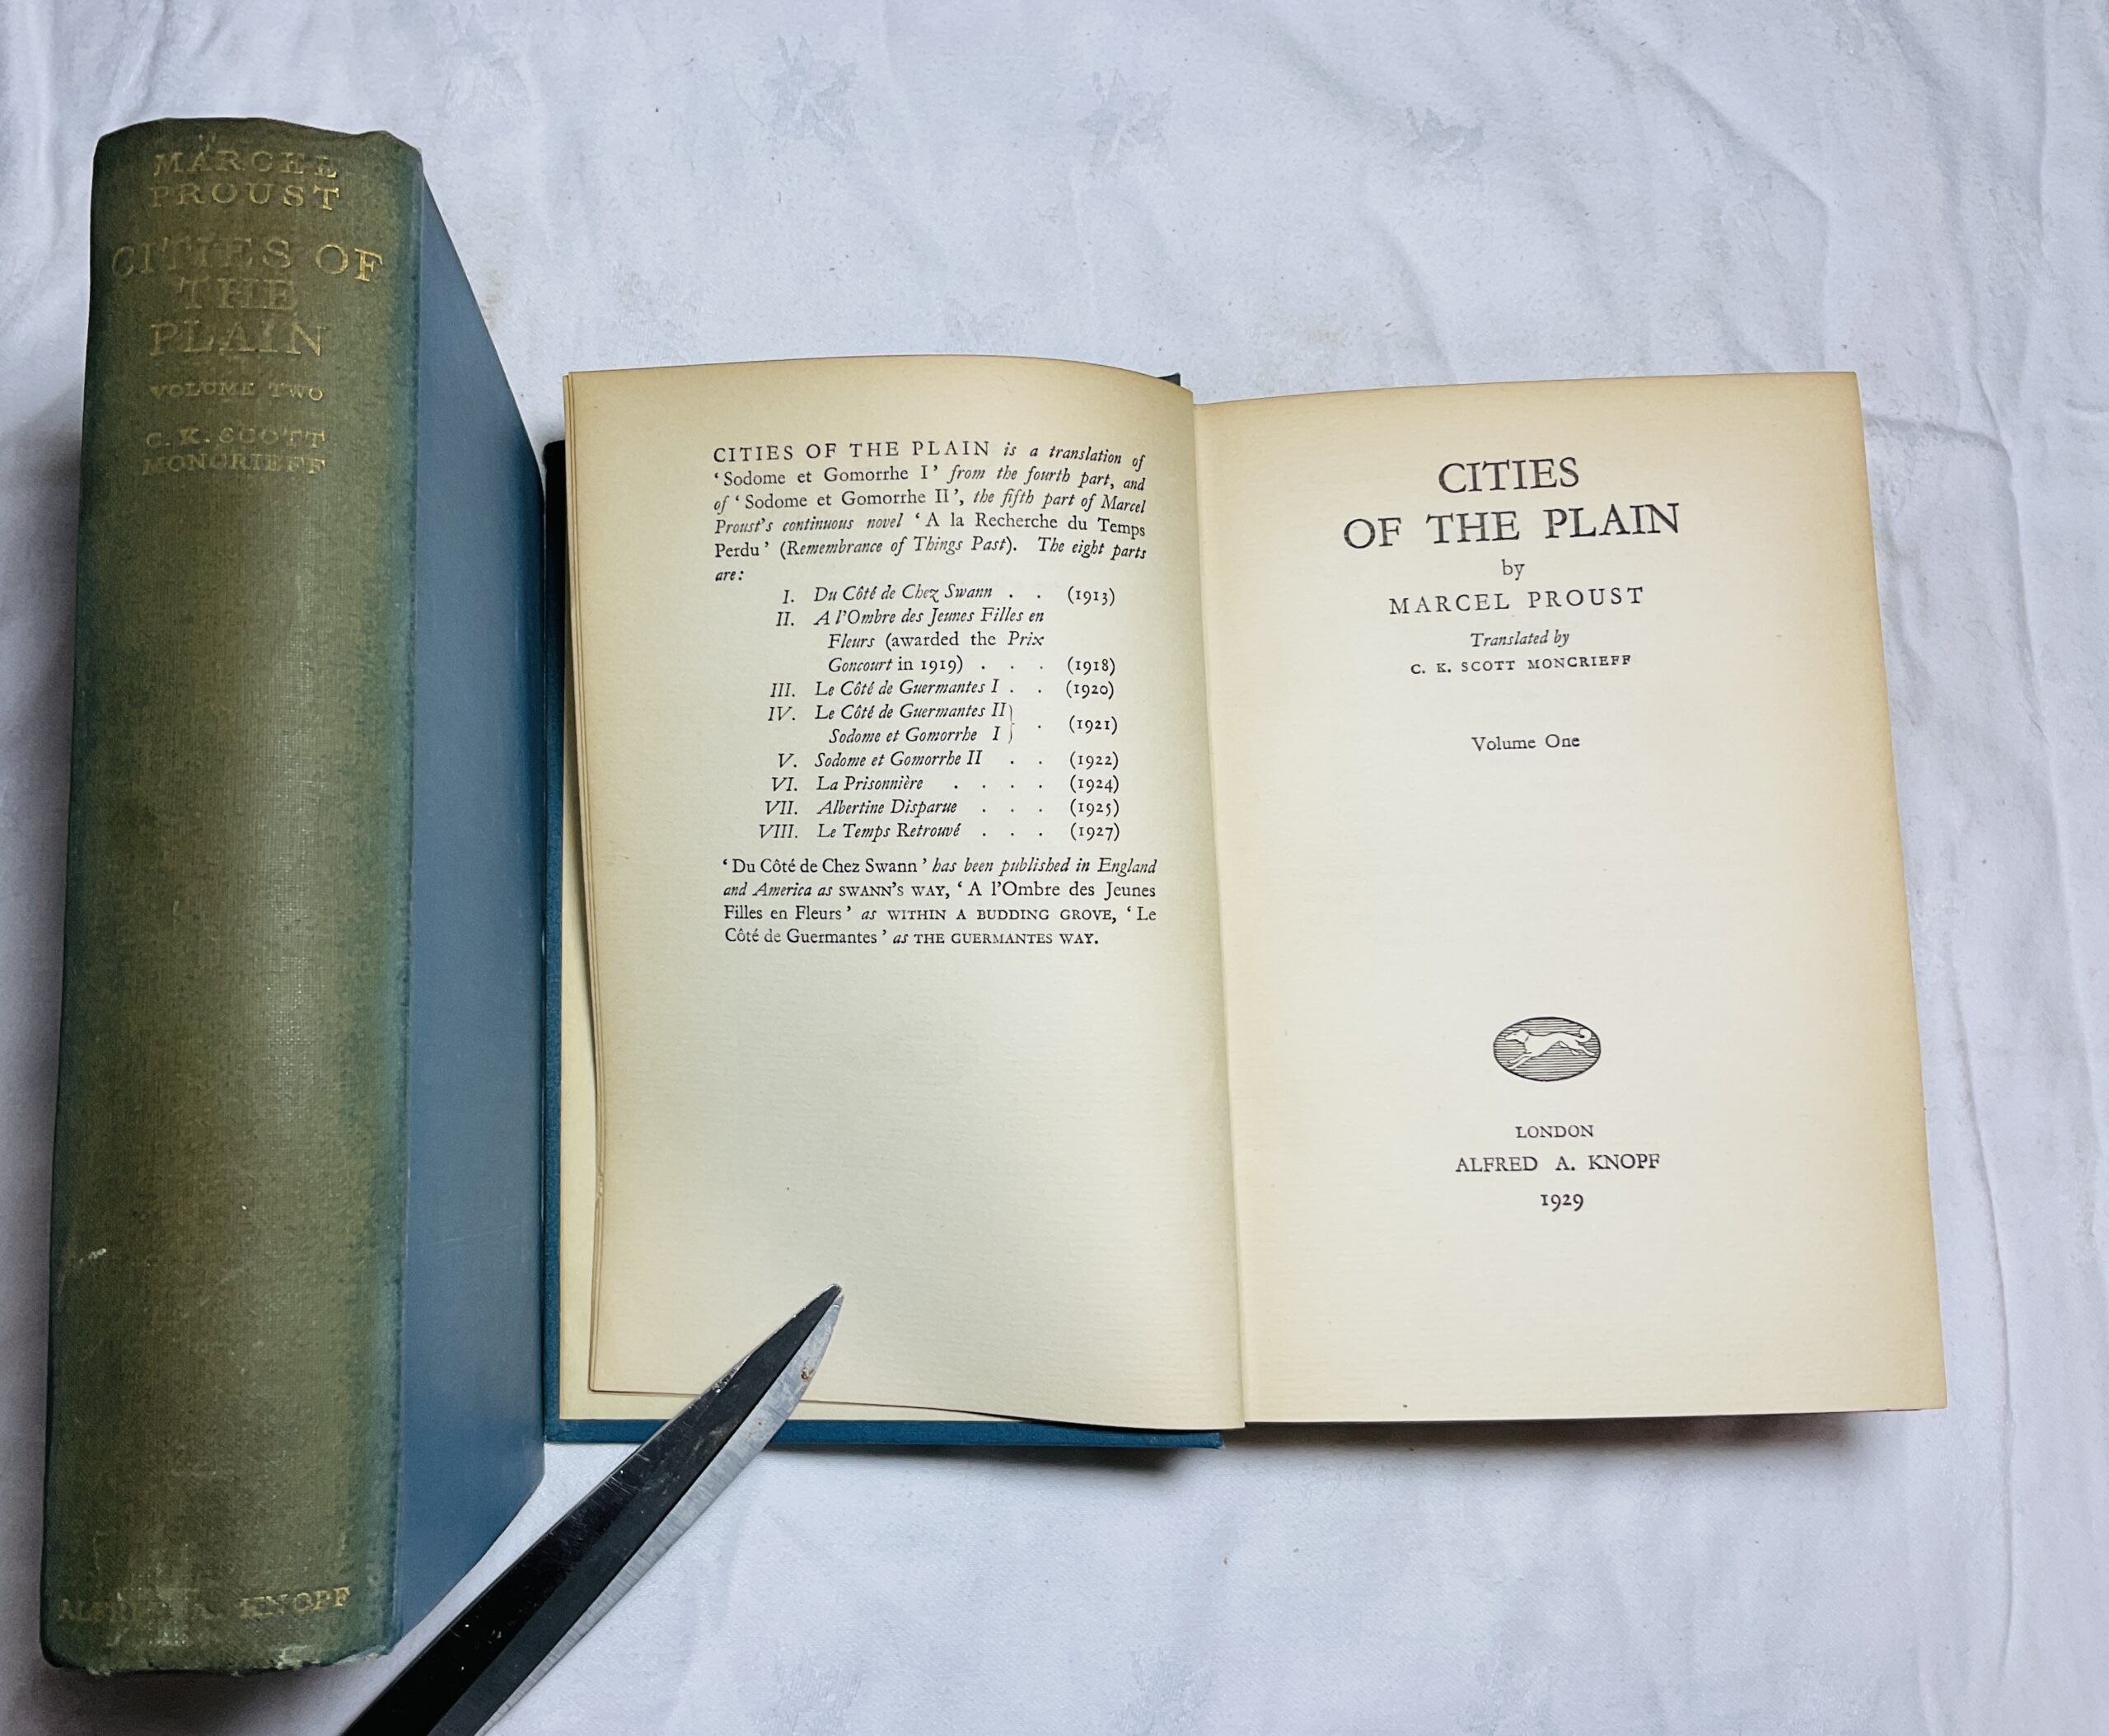 MARCEL
PROUST
CITIES OF
THE
PLAIN
VOLUME TWO
C. K. SCOTT
MONCRIEFF
ALFRED A. KNOPF
CITIES OF THE PLAIN is a translation of
‘Sodome et Gomorrhe I’ from the fourth part, and
of ‘Sodome et Gomorrhe II’, the fifth part of Marcel
Proust's continuous novel ‘A la Recherche du Temps
Perdu’ (Remembrance of Things Past). The eight parts
are:
I. Du Côté de Chez Swann . . (1913)
II. A l'Ombre des Jeunes Filles en
Fleurs (awarded the Prix
Goncourt in 1919) . . . (1918)
III. Le Côté de Guermantes I . . (1920)
IV. Le Côté de Guermantes II
Sodome et Gomorrhe I } . (1921)
V. Sodome et Gomorrhe II . . (1922)
VI. La Prisonnière . . . . (1924)
VII. Albertine Disparue . . . (1925)
VIII. Le Temps Retrouvé . . . (1927)
‘Du Côté de Chez Swann’ has been published in England
and America as SWANN'S WAY, ‘A l'Ombre des Jeunes
Filles en Fleurs’ as WITHIN A BUDDING GROVE, ‘Le
Côté de Guermantes’ as THE GUERMANTES WAY.
CITIES
OF THE PLAIN
by
MARCEL PROUST
Translated by
C. K. SCOTT MONCRIEFF
Volume One
LONDON
ALFRED A. KNOPF
1929